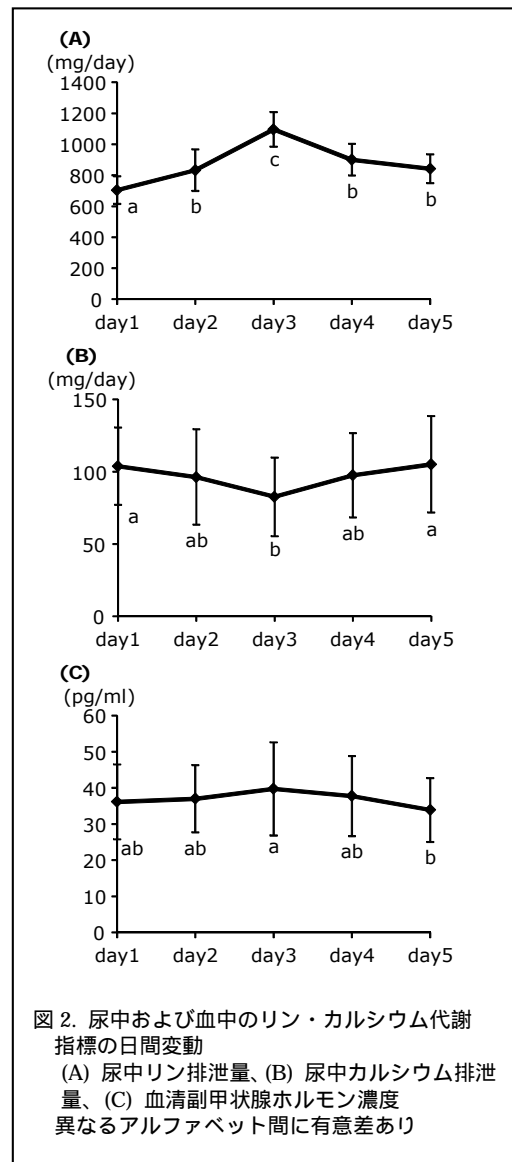 (A)
(mg/day)
1400
1200
1000
800
600
400
200
0
a
b
c
b
b
day1 day2 day3 day4 day5
(B)
(mg/day)
150
100
50
0
a
ab
b
ab
a
day1 day2 day3 day4 day5
(C)
(pg/ml)
60
50
40
30
20
10
0
ab
ab
a
ab
b
day1 day2 day3 day4 day5
図 2. 尿中および血中のリン・カルシウム代謝
指標の日間変動
(A) 尿中リン排泄量、(B) 尿中カルシウム排泄
量、(C) 血清副甲状腺ホルモン濃度
異なるアルファベット間に有意差あり